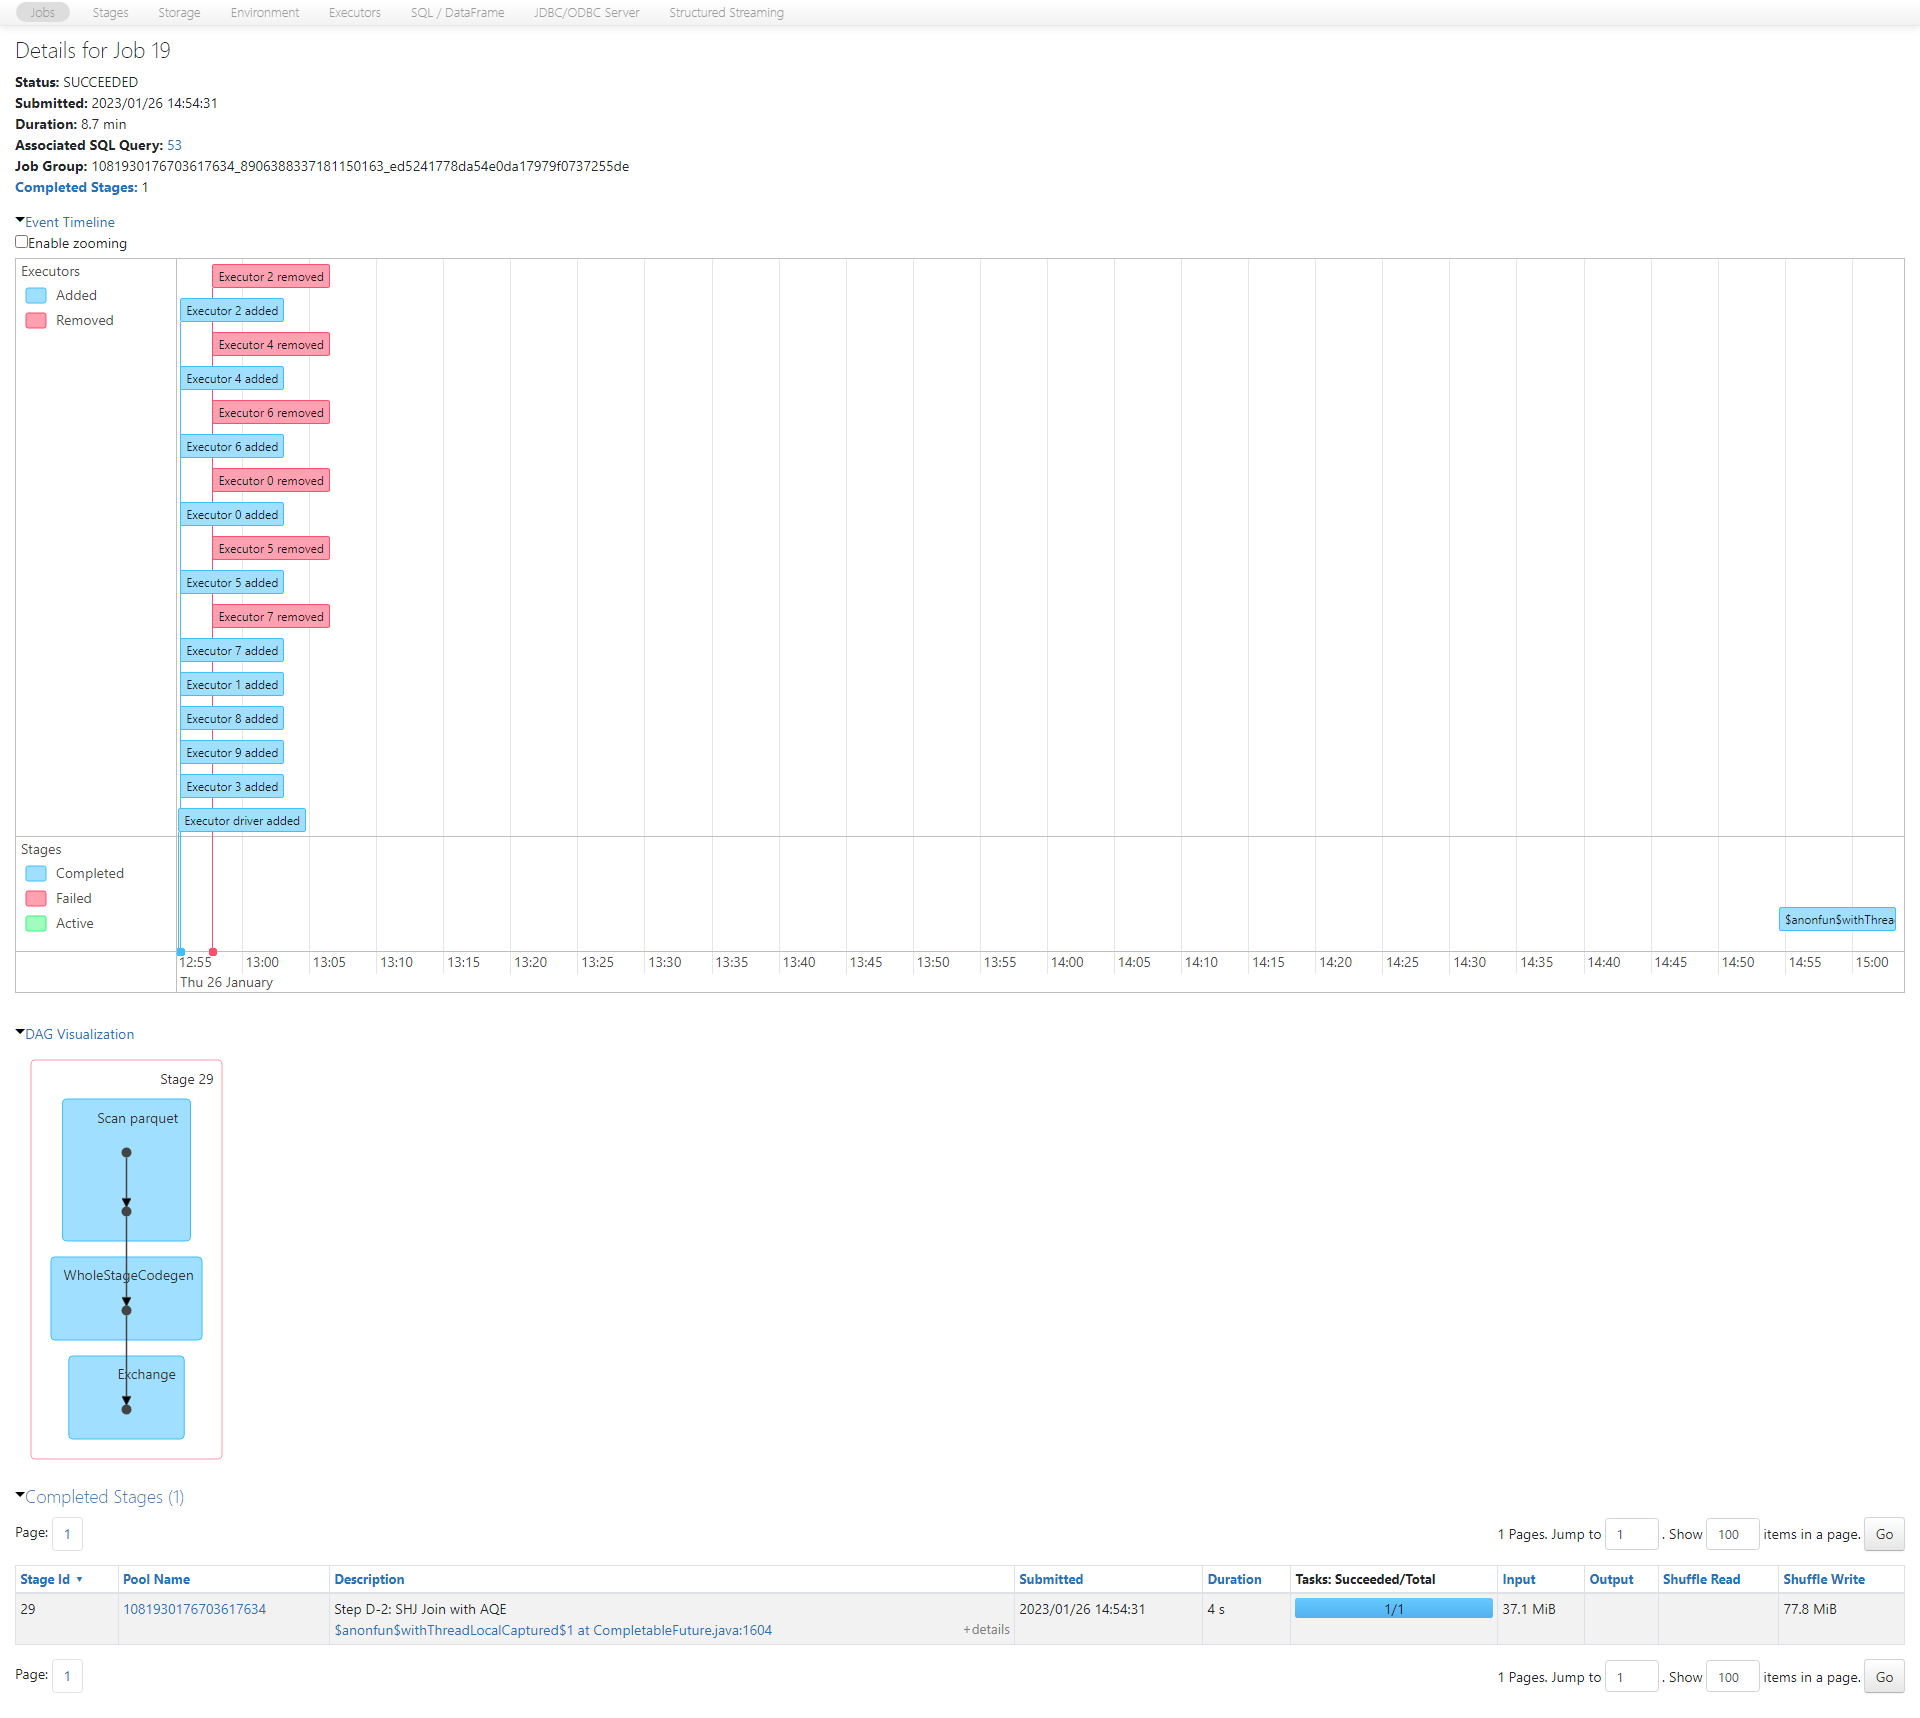 Jobs Stages Storage Environment Executors SQL / DataFrame JDBC/ODBC Server Structured Streaming
Details for Job 19
Status: SUCCEEDED
Submitted: 2023/01/26 14:54:31
Duration: 8.7 min
Associated SQL Query: 53
Job Group: 1081930176703617634_8906388337181150163_ed5241778da54e0da17979f0737255de
Completed Stages: 1
Event Timeline
Enable zooming
Executors
Added
Removed
Executor 2 removed
Executor 2 added
Executor 4 removed
Executor 4 added
Executor 6 removed
Executor 6 added
Executor 0 removed
Executor 0 added
Executor 5 removed
Executor 5 added
Executor 7 removed
Executor 7 added
Executor 1 added
Executor 8 added
Executor 9 added
Executor 3 added
Executor driver added
Stages
Completed
Failed
Active
$anonfun$withThrea
12:55 13:00 13:05 13:10 13:15 13:20 13:25 13:30 13:35 13:40 13:45 13:50 13:55 14:00 14:05 14:10 14:15 14:20 14:25 14:30 14:35 14:40 14:45 14:50 14:55 15:00
Thu 26 January
DAG Visualization
Stage 29
Scan parquet
WholeStageCodegen
Exchange
Completed Stages (1)
Page: 1 1 Pages. Jump to 1 . Show 100 items in a page. Go
Stage Id Pool Name Description Submitted Duration Tasks: Succeeded/Total Input Output Shuffle Read Shuffle Write
29 1081930176703617634 Step D-2: SHJ Join with AQE 2023/01/26 14:54:31 4 s 1/1 37.1 MiB 77.8 MiB
$anonfun$withThreadLocalCaptured$1 at CompletableFuture.java:1604 +details
Page: 1 1 Pages. Jump to 1 . Show 100 items in a page. Go